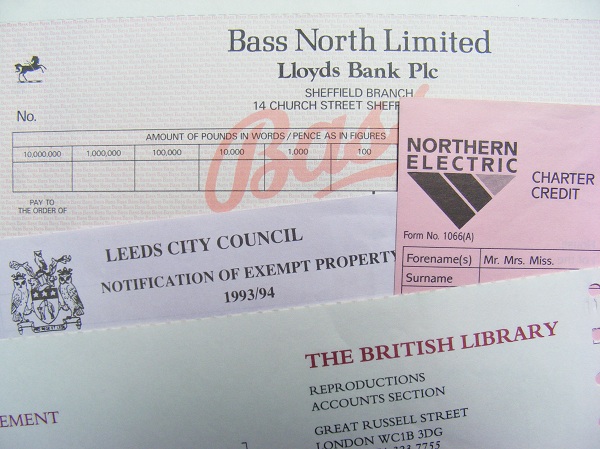 Bass North Limited
Lloyds Bank Plc
SHEFFIELD BRANCH
14 CHURCH STREET
No.
AMOUNT OF POUNDS IN WORDS/PENCE AS IN FIGURES
10,000,000 1,000,000 100,000 10,000 1,000 100
Bass
PAY TO
THE ORDER OF
NORTHERN
ELECTRIC
CHARTER
CREDIT
Form No. 1066(A)
Forename(s) Mr. Mrs. Miss.
Surname
LEEDS CITY COUNCIL
NOTIFICATION OF EXEMPT PROPERTY
1993/94
THE BRITISH LIBRARY
REPRODUCTIONS
ACCOUNTS SECTION
GREAT RUSSELL STREET
LONDON WC1B 3DG
EMENT